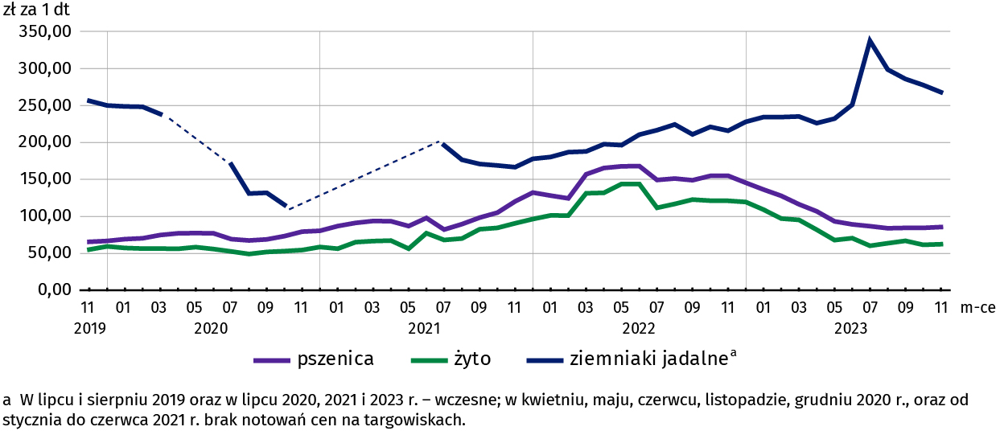 zł za 1 dt
350,00
300,00
250,00
200,00
150,00
100,00
50,00
0,00
11 01 03 05 07 09 11 01 03 05 07 09 11 01 03 05 07 09 11 01 03 05 07 09 11 m-ce
2019 2020 2021 2022 2023
pszenica żyto ziemniaki jadalneᵃ
a W lipcu i sierpniu 2019 oraz w lipcu 2020, 2021 i 2023 r. – wczesne; w kwietniu, maju, czerwcu, listopadzie, grudniu 2020 r., oraz od
stycznia do czerwca 2021 r. brak notowań cen na targowiskach.